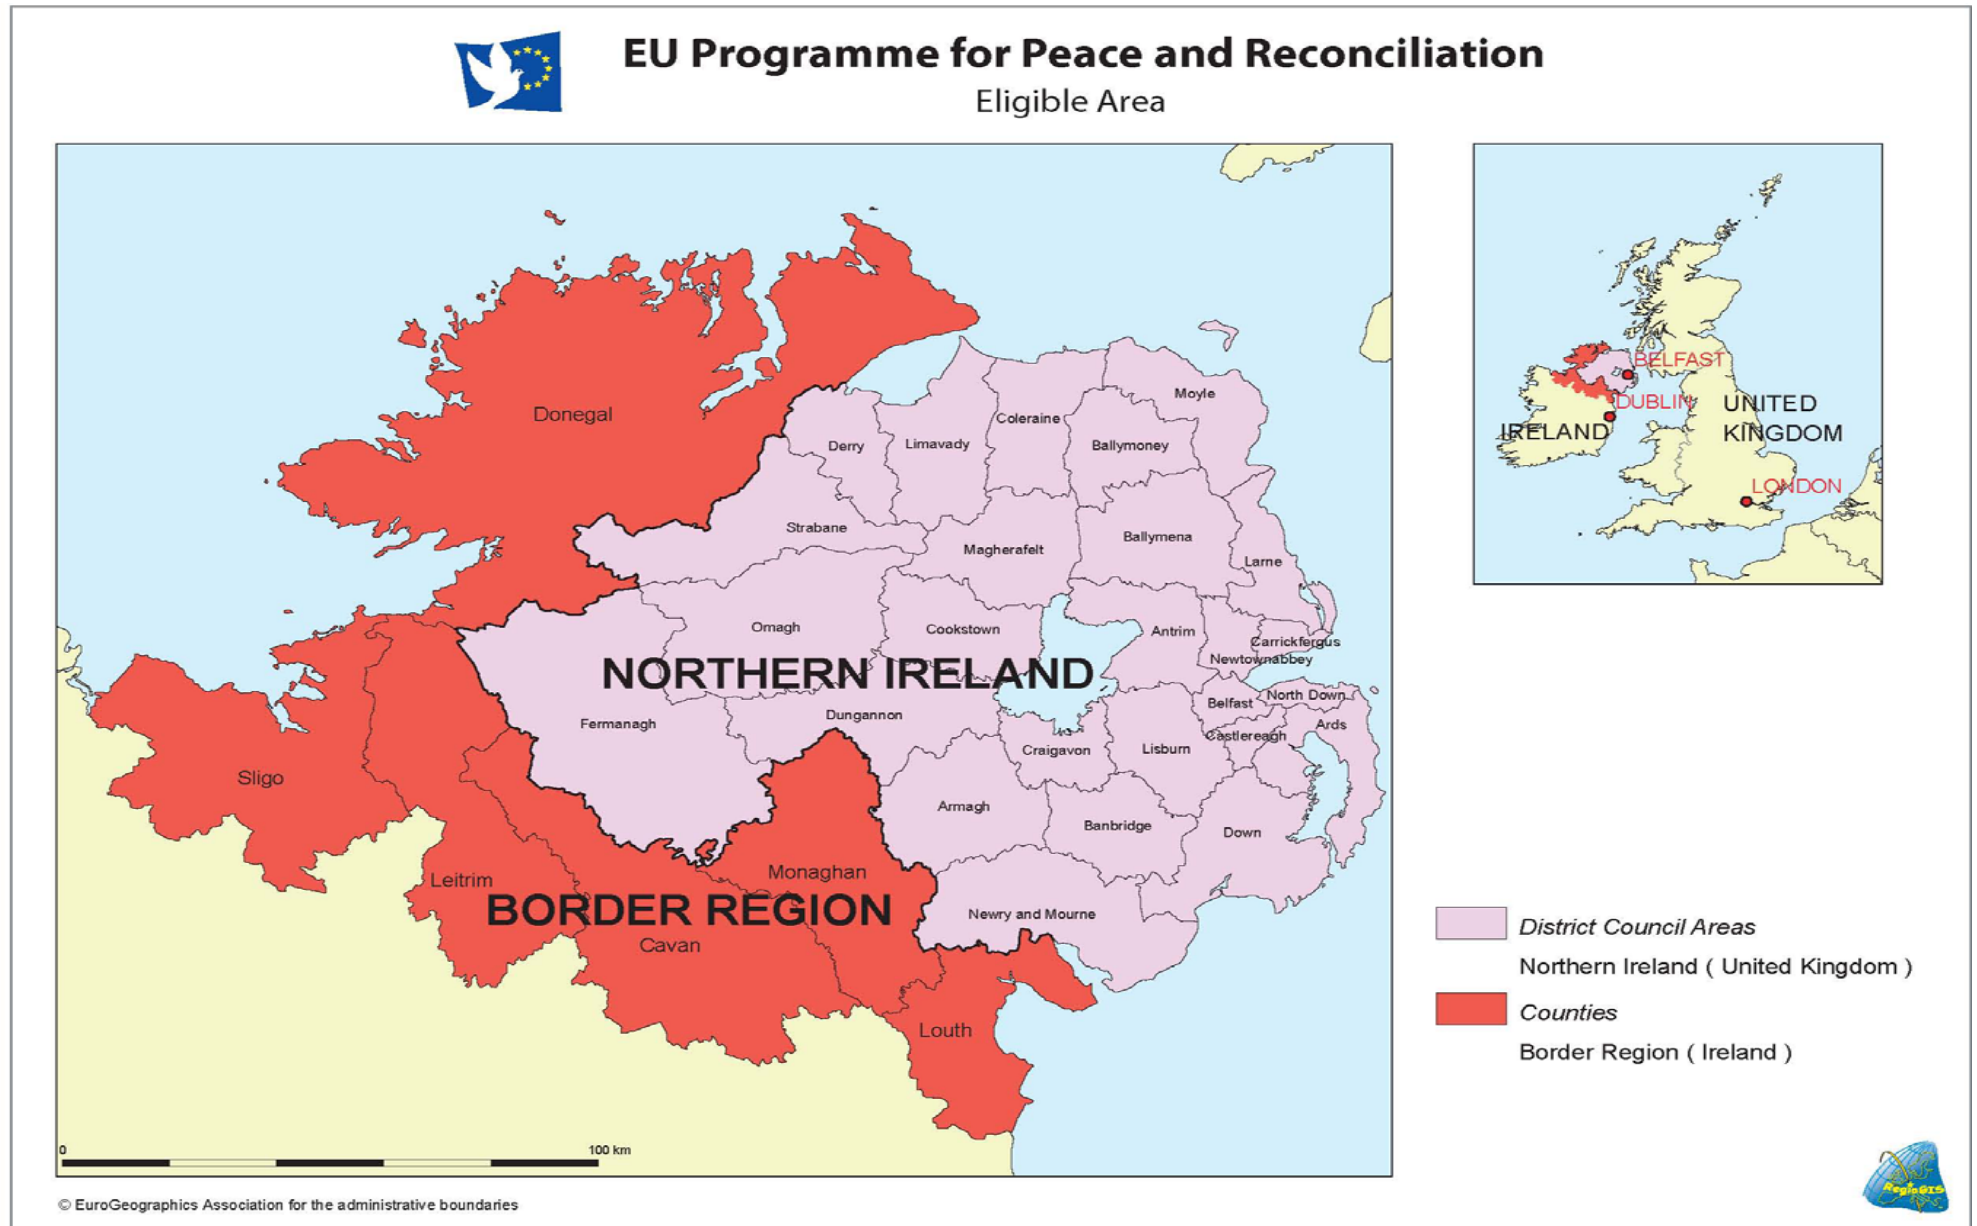 EU Programme for Peace and Reconciliation
Eligible Area
Donegal
Derry
Limavady
Coleraine
Moyle
Ballymoney
Strabane
Magherafelt
Ballymena
Larne
Omagh
Cookstown
Antrim
Carrickfergus
Newtownabbey
NORTHERN IRELAND
Fermanagh
Dungannon
Belfast
North Down
Ards
Castlereagh
Craigavon
Lisburn
Sligo
Armagh
Banbridge
Down
Leitrim
Monaghan
BORDER REGION
Newry and Mourne
Cavan
Louth
0
100 km
BELFAST
DUBLIN
UNITED
KINGDOM
IRELAND
LONDON
District Council Areas
Northern Ireland ( United Kingdom )
Counties
Border Region ( Ireland )
© EuroGeographics Association for the administrative boundaries
RegioGIS